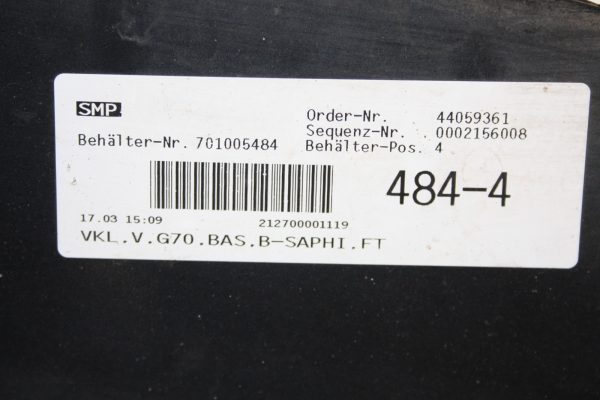 SMP
Order-Nr. 44059361
Sequenz-Nr. 0002156008
Behälter-Nr. 701005484 Behälter-Pos. 4
484-4
17.03 15:09 212700001119
VKL.V.G70.BAS.B-SAPHI.FT